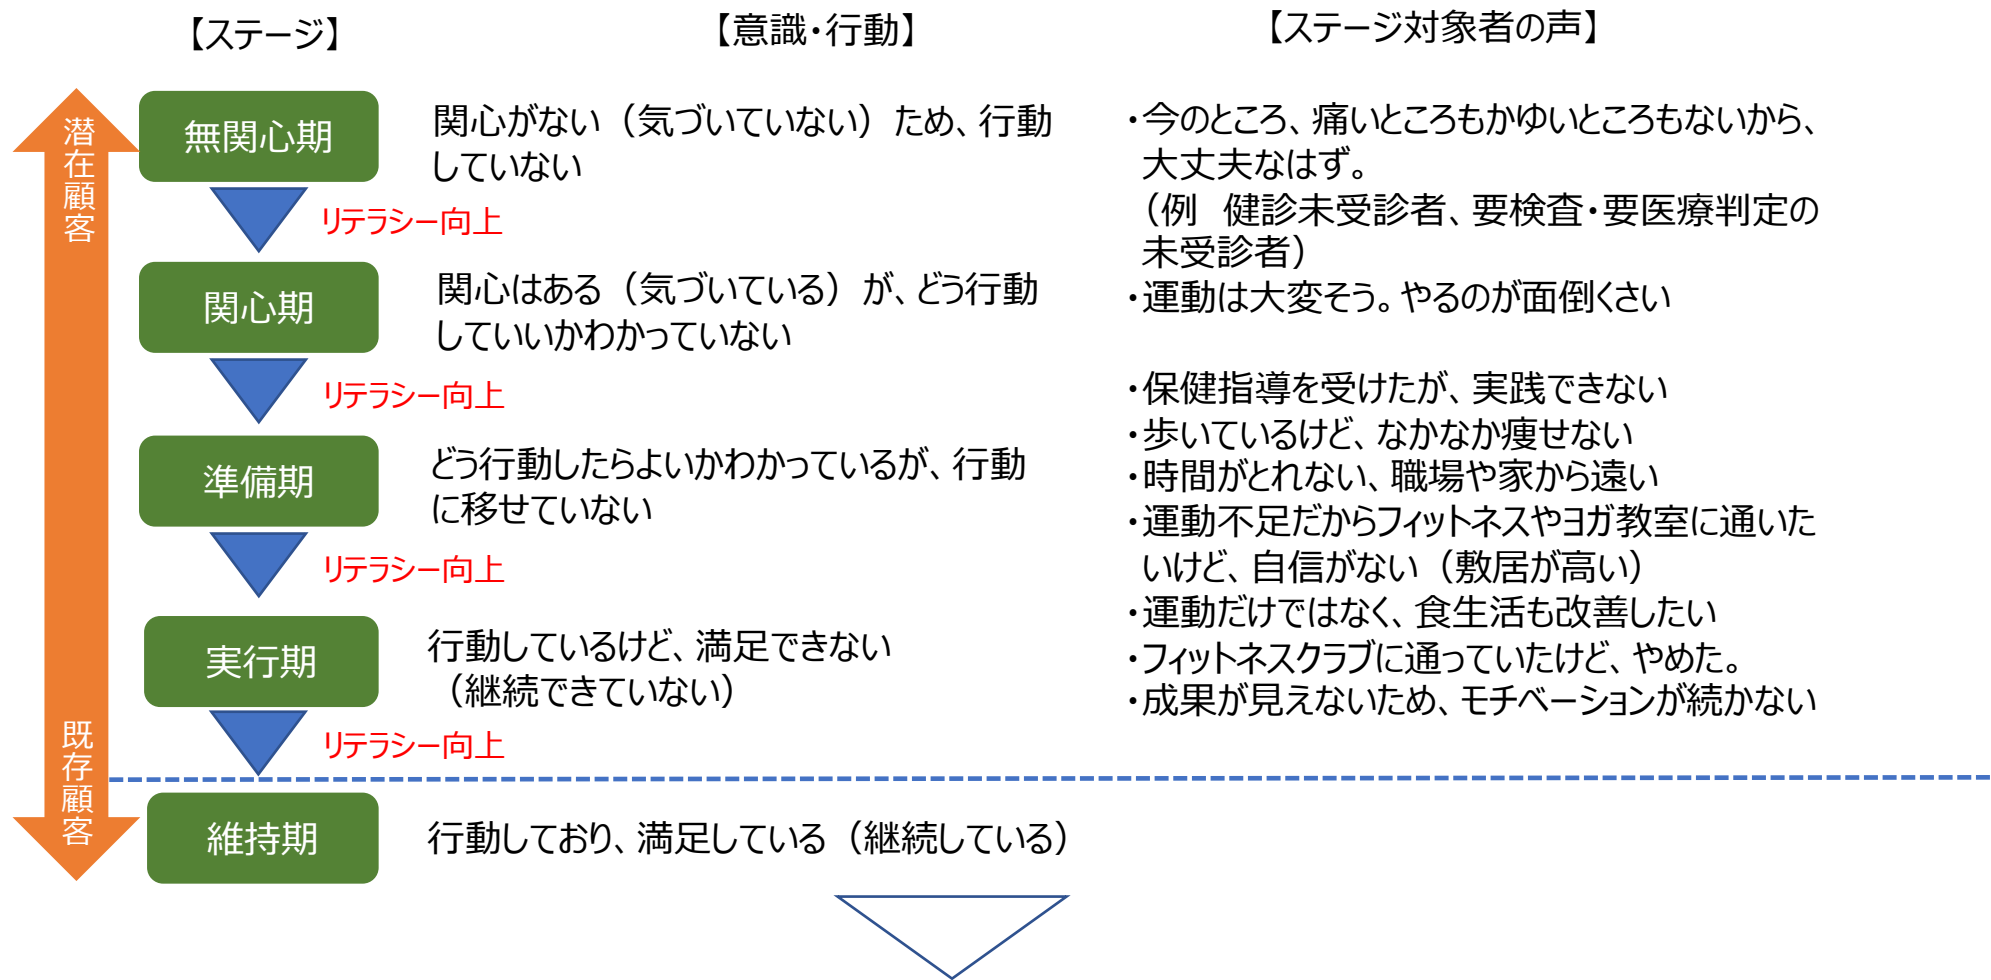 【ステージ】
【意識・行動】
【ステージ対象者の声】
潜在顧客
既存顧客
無関心期
関心がない（気づいていない）ため、行動
していない
リテラシー向上
関心期
関心はある（気づいている）が、どう行動
していいかわかっていない
リテラシー向上
準備期
どう行動したらよいかわかっているが、行動
に移せていない
リテラシー向上
実行期
行動しているけど、満足できない
（継続できていない）
リテラシー向上
維持期
行動しており、満足している（継続している）
・今のところ、痛いところもかゆいところもないから、
大丈夫なはず。
（例　健診未受診者、要検査・要医療判定の
未受診者）
・運動は大変そう。やるのが面倒くさい
・保健指導を受けたが、実践できない
・歩いているけど、なかなか痩せない
・時間がとれない、職場や家から遠い
・運動不足だからフィットネスやヨガ教室に通いた
いけど、自信がない（敷居が高い）
・運動だけではなく、食生活も改善したい
・フィットネスクラブに通っていたけど、やめた。
・成果が見えないため、モチベーションが続かない